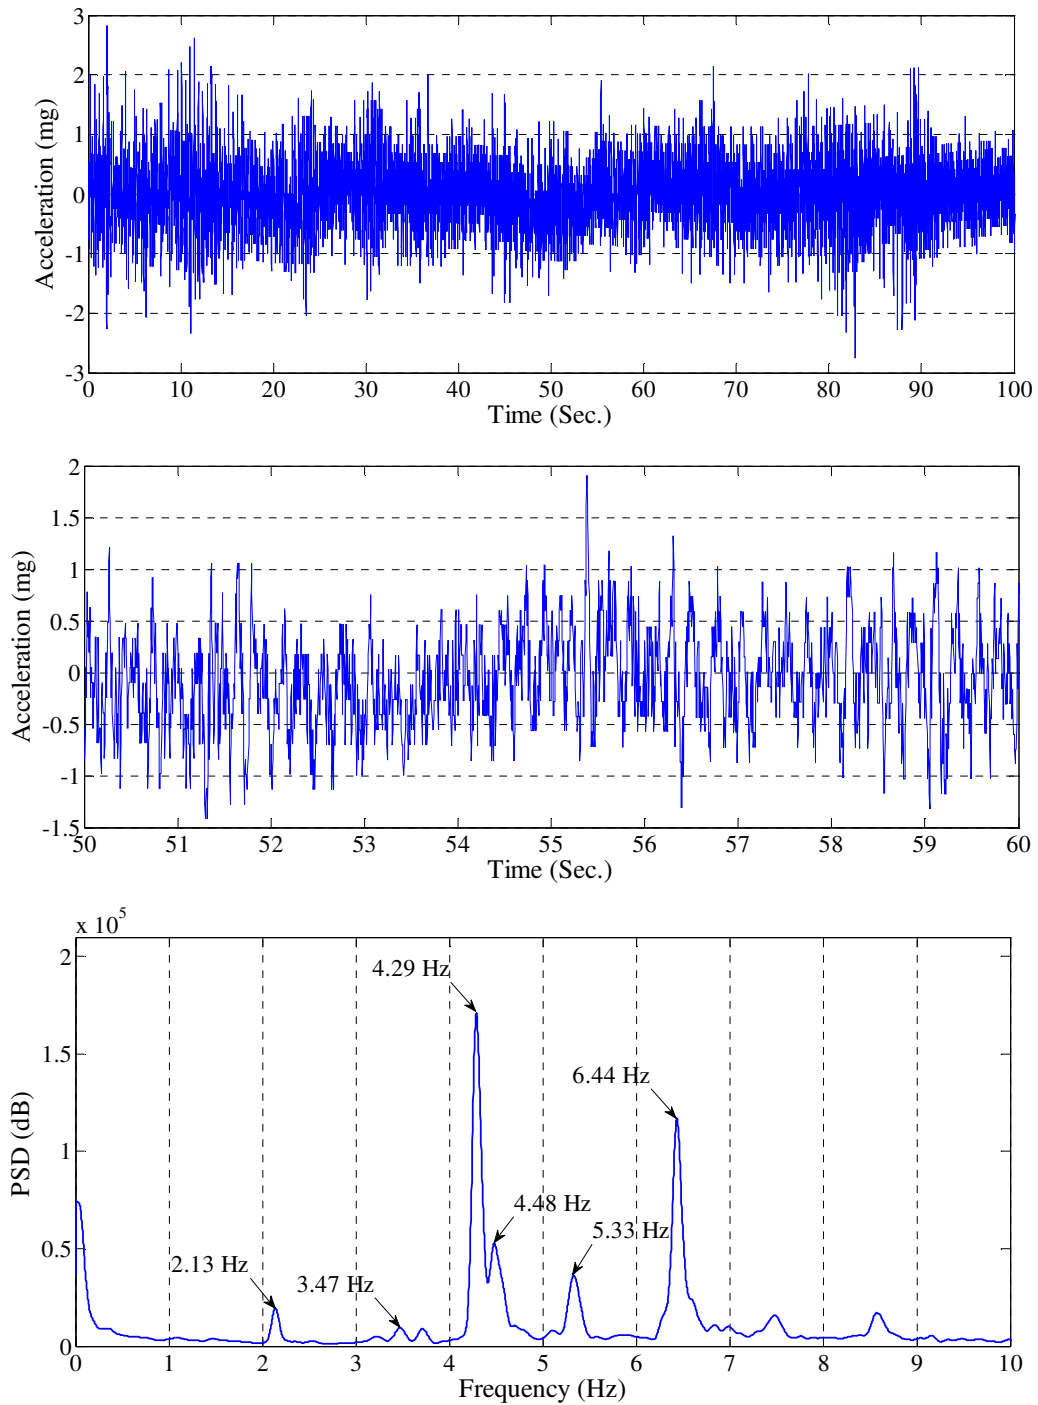 3
2
1
0
-1
-2
-3
Acceleration (mg)
0 10 20 30 40 50 60 70 80 90 100
Time (Sec.)
2
1.5
1
0.5
0
-0.5
-1
-1.5
Acceleration (mg)
50 51 52 53 54 55 56 57 58 59 60
Time (Sec.)
x 10^5
2
1.5
1
0.5
0
PSD (dB)
4.29 Hz
6.44 Hz
4.48 Hz
5.33 Hz
2.13 Hz
3.47 Hz
0 1 2 3 4 5 6 7 8 9 10
Frequency (Hz)